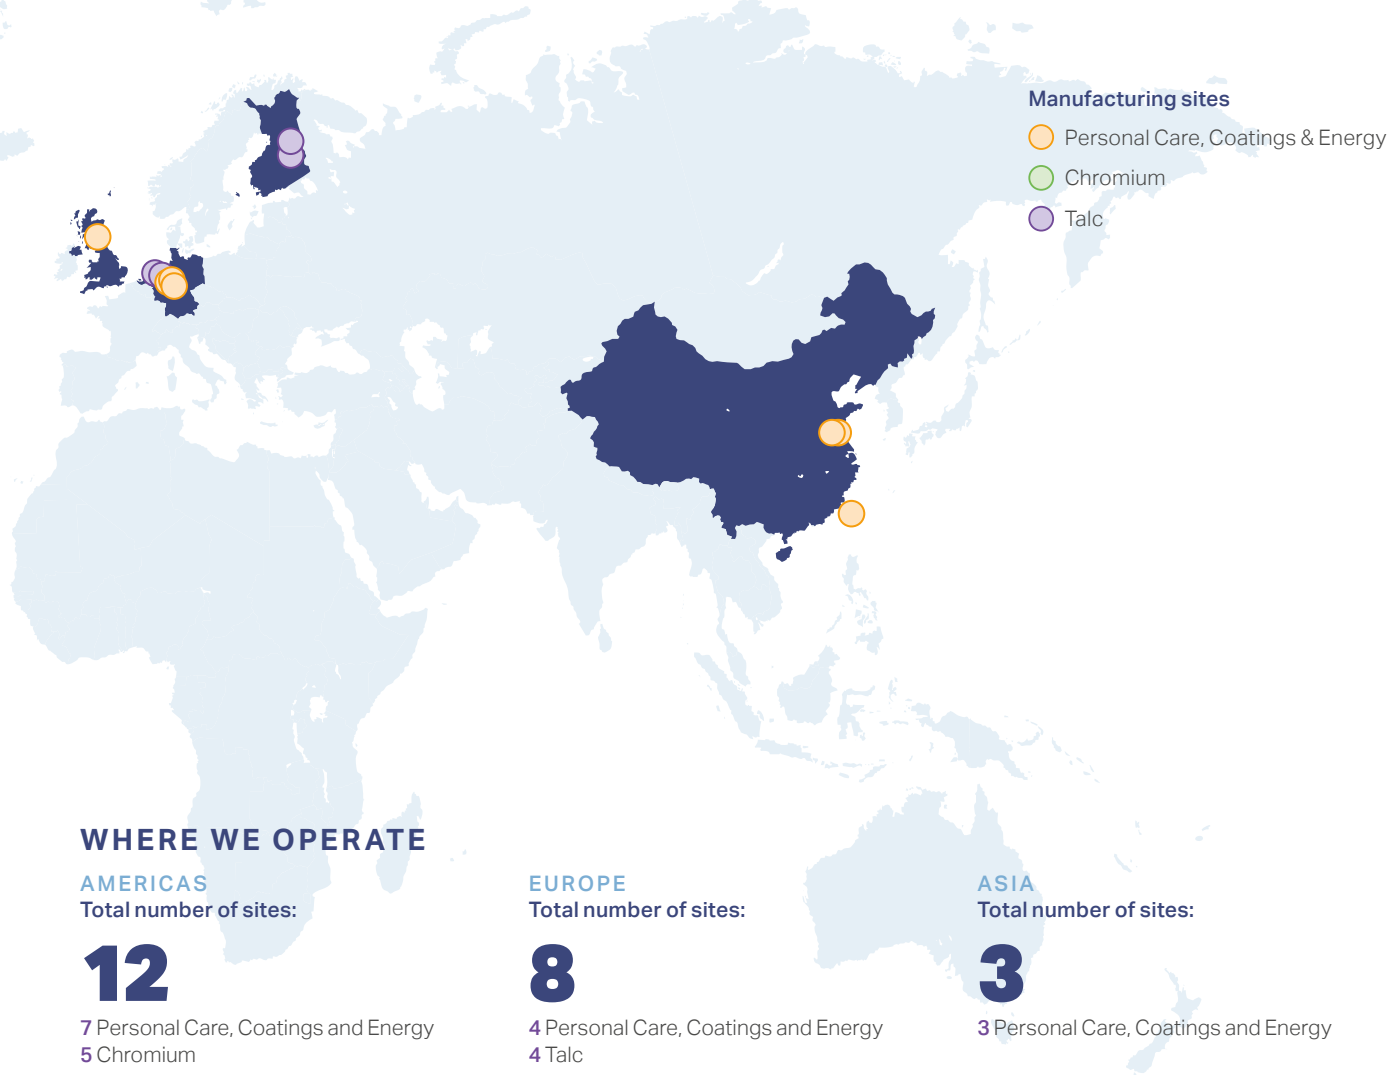 Manufacturing sites
Personal Care, Coatings & Energy
Chromium
Talc
WHERE WE OPERATE
AMERICAS
Total number of sites:
12
7 Personal Care, Coatings and Energy
5 Chromium
EUROPE
Total number of sites:
8
4 Personal Care, Coatings and Energy
4 Talc
ASIA
Total number of sites:
3
3 Personal Care, Coatings and Energy